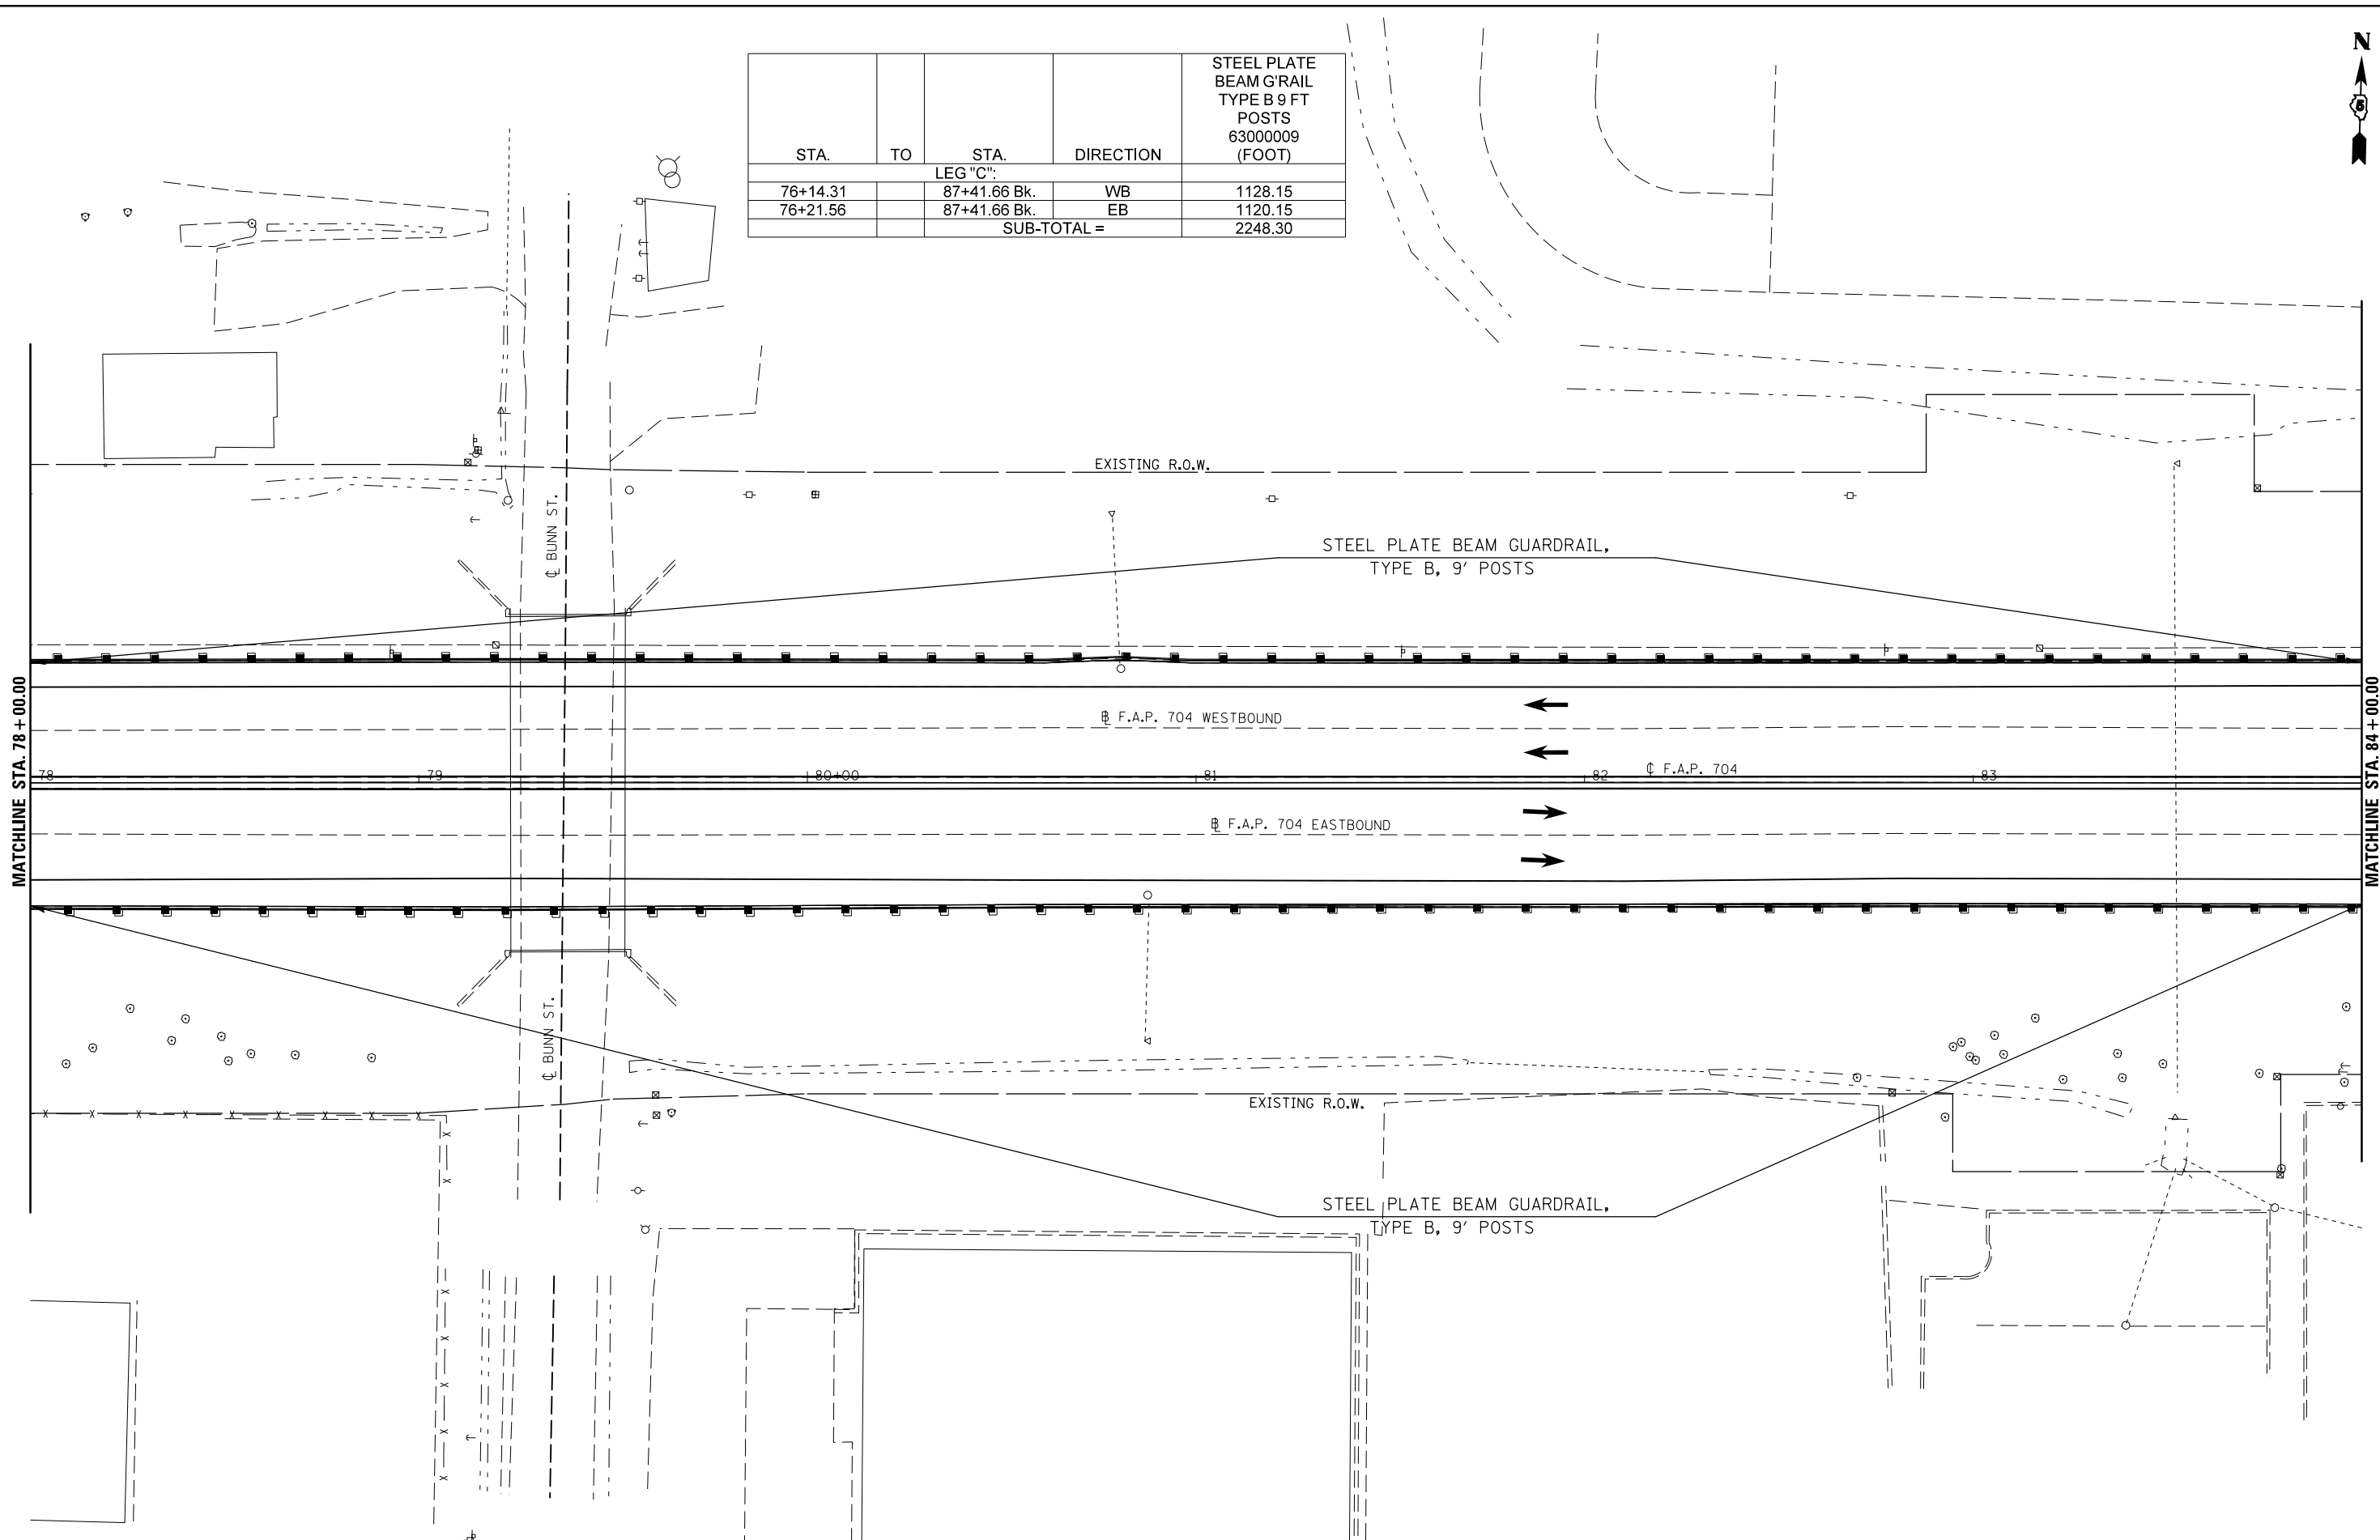 N
5
STEEL PLATE
BEAM G'RAIL
TYPE B 9 FT
POSTS
63000009
STA. TO STA. DIRECTION (FOOT)
LEG "C":
76+14.31 87+41.66 Bk. WB 1128.15
76+21.56 87+41.66 Bk. EB 1120.15
SUB-TOTAL = 2248.30
EXISTING R.O.W.
℄ BUNN ST.
STEEL PLATE BEAM GUARDRAIL,
TYPE B, 9' POSTS
MATCHLINE STA. 78 + 00.00
MATCHLINE STA. 84 + 00.00
B F.A.P. 704 WESTBOUND
78 79 80+00 81 82 ℄ F.A.P. 704 83
B F.A.P. 704 EASTBOUND
℄ BUNN ST.
EXISTING R.O.W.
STEEL PLATE BEAM GUARDRAIL,
TYPE B, 9' POSTS